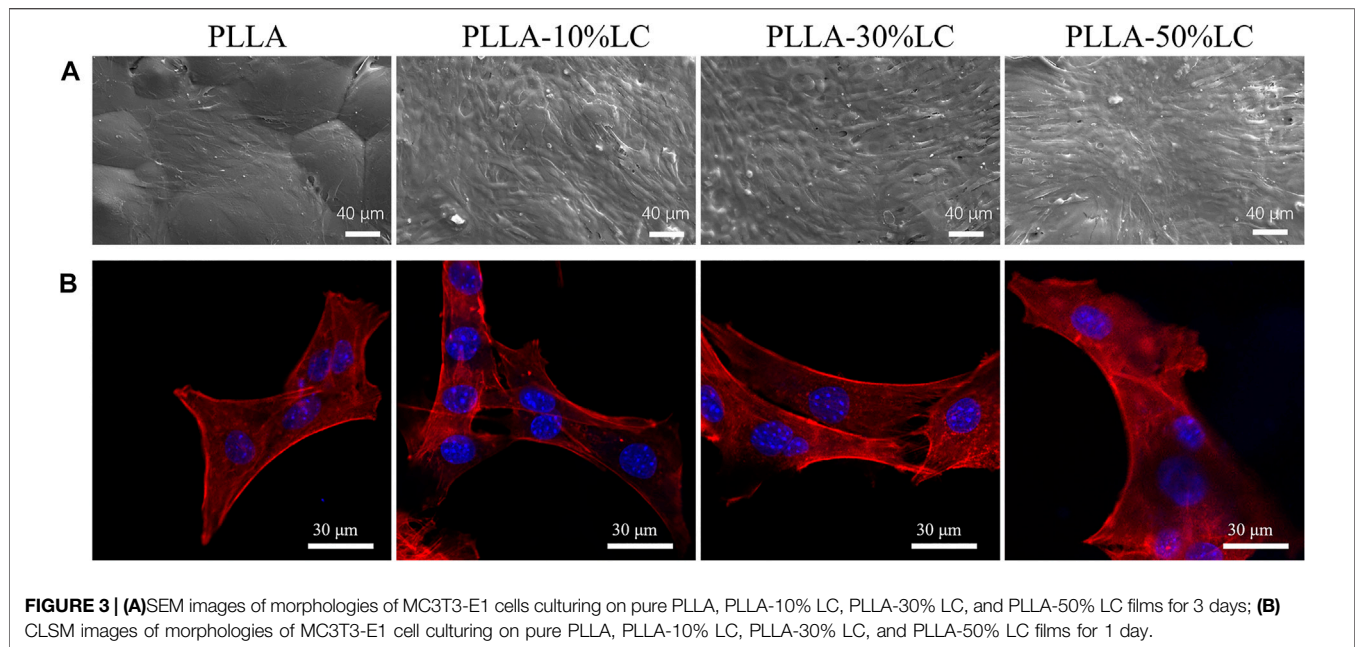 PLLA PLLA-10%LC PLLA-30%LC PLLA-50%LC
A
40 µm 40 µm 40 µm 40 µm
B
30 µm 30 µm 30 µm 30 µm
FIGURE 3 | (A)SEM images of morphologies of MC3T3-E1 cells culturing on pure PLLA, PLLA-10% LC, PLLA-30% LC, and PLLA-50% LC films for 3 days; (B)
CLSM images of morphologies of MC3T3-E1 cell culturing on pure PLLA, PLLA-10% LC, PLLA-30% LC, and PLLA-50% LC films for 1 day.